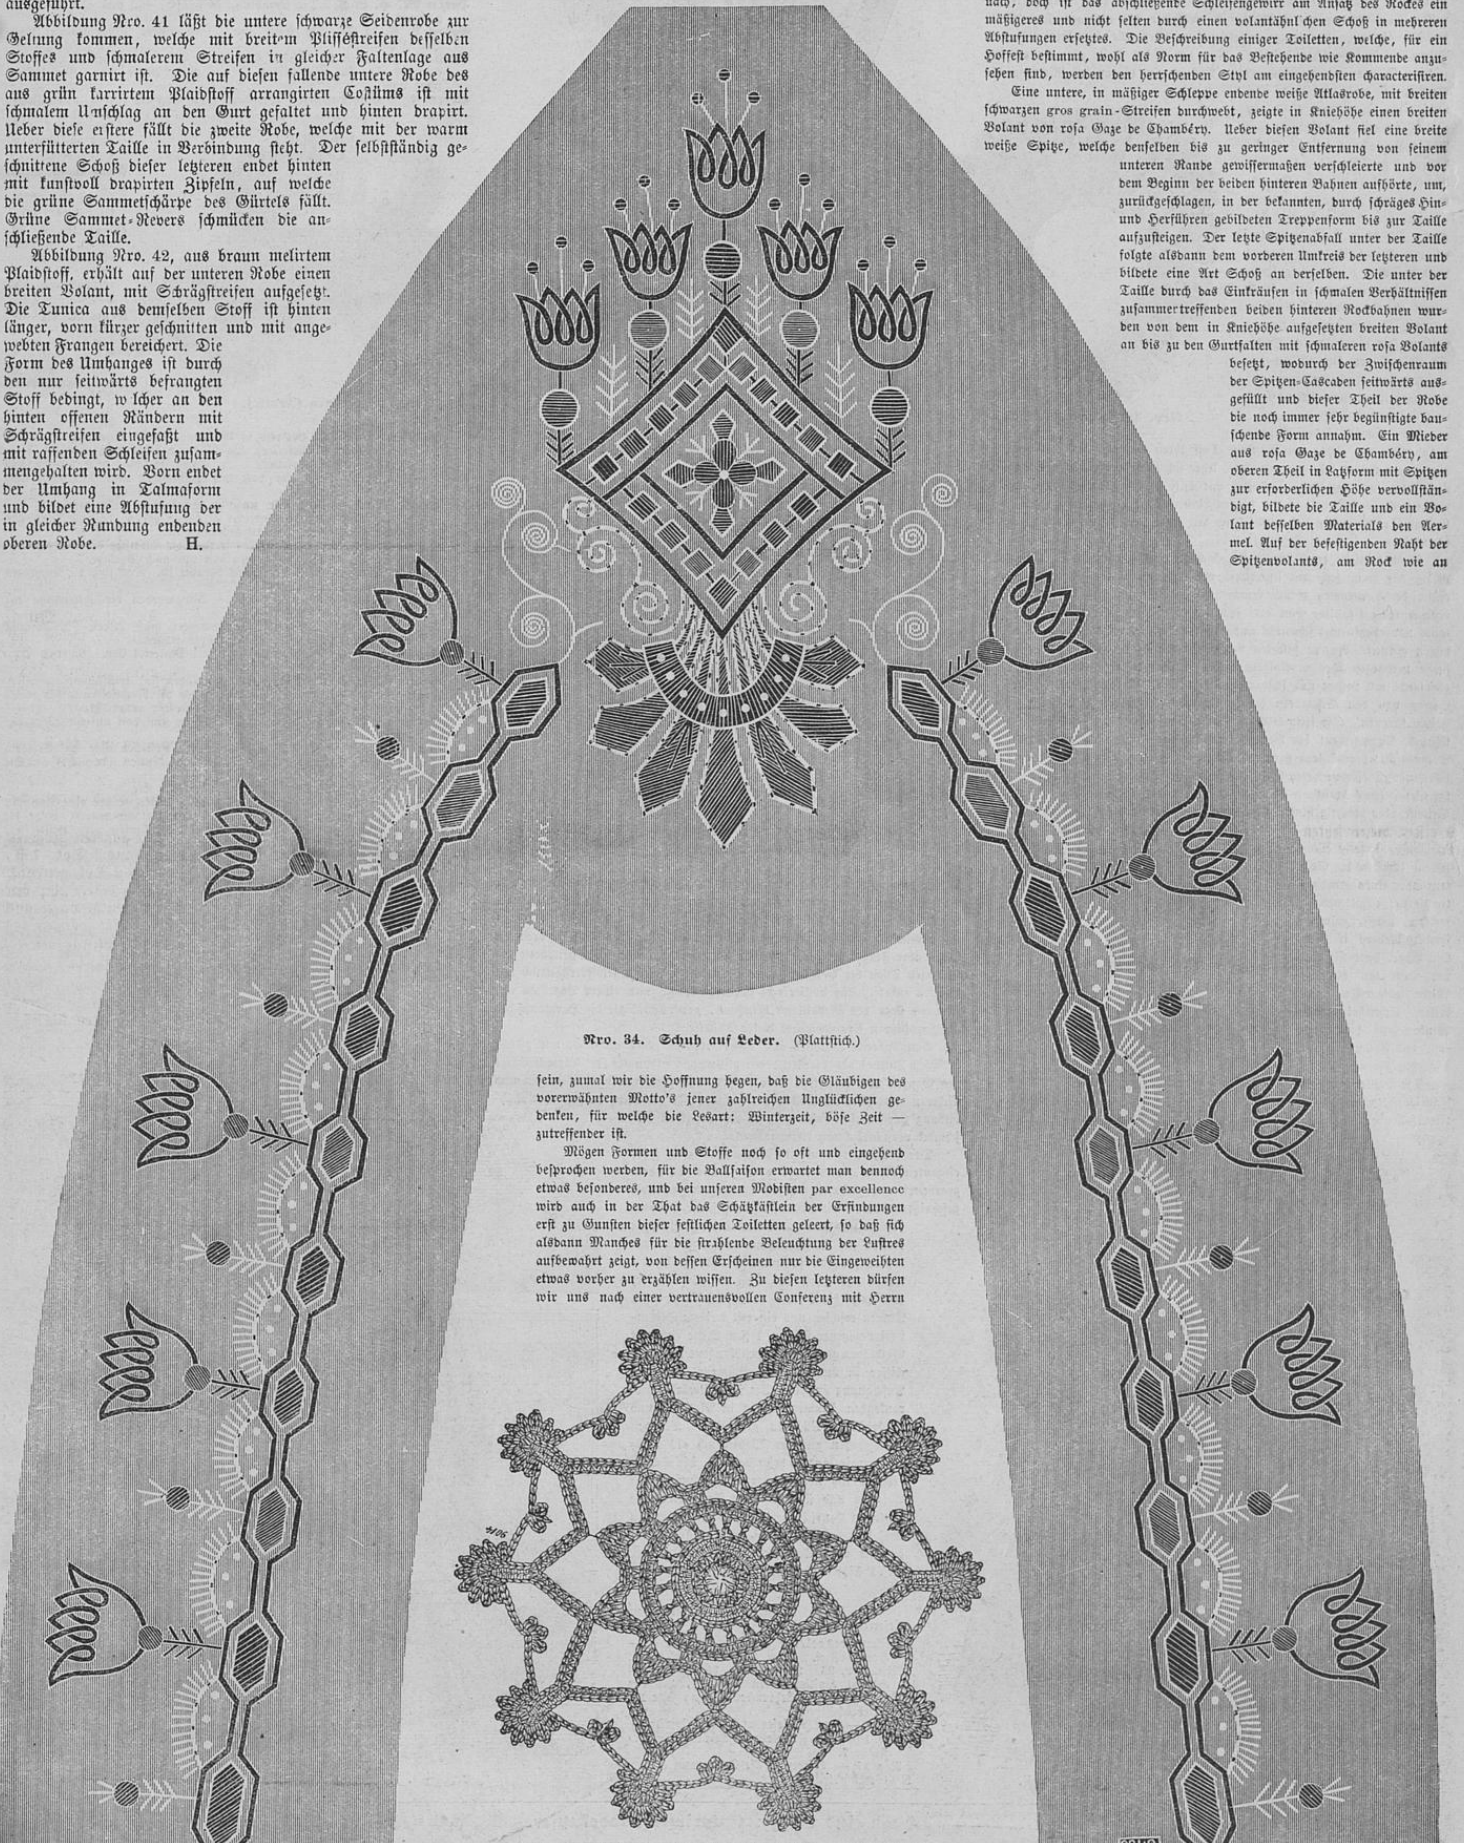 ausgeführt.
Abbildung Nro. 41 läßt die untere schwarze Seidenrobe zur
Geltung kommen, welche mit breitem Plisséstreifen desselben
Stoffes und schmalerem Streifen in gleicher Faltenlage aus
Sammet garnirt ist. Die auf diesen fallende untere Robe des
aus grün karrirtem Plaidstoff arrangirten Costüms ist mit
schmalem Umschlag an den Gurt gefaltet und hinten drapirt.
Ueber diese erstere fällt die zweite Robe, welche mit der warm
unterfütterten Taille in Verbindung steht. Der selbstständig ge-
schnittene Schoß dieser letzteren endet hinten
mit kunstvoll drapirten Zipfeln, auf welche
die grüne Sammetschärpe des Gürtels fällt.
Grüne Sammet-Revers schmücken die an-
schließende Taille.
Abbildung Nro. 42, aus braun melirtem
Plaidstoff, erhält auf der unteren Robe einen
breiten Volant, mit Schrägstreifen aufgesetzt.
Die Tunica aus demselben Stoff ist hinten
länger, vorn kürzer geschnitten und mit ange-
webten Frangen bereichert. Die
Form des Umhanges ist durch
den nur seitwärts befrangten
Stoff bedingt, w lcher an den
hinten offenen Rändern mit
Schrägstreifen eingefaßt und
mit raffenden Schleifen zusam-
mengehalten wird. Vorn endet
der Umhang in Talmaform
und bildet eine Abstufung der
in gleicher Rundung endenden
oberen Robe. H.
nach, doch ist das abschließende Schleifengewirr am Ansatz des Rockes ein
mäßigeres und nicht selten durch einen volantähnl chen Schoß in mehreren
Abstufungen ersetztes. Die Beschreibung einiger Toiletten, welche, für ein
Hoffest bestimmt, wohl als Norm für das Bestehende wie Kommende anzu-
sehen sind, werden den herrschenden Styl am eingehendsten characterisiren.
Eine untere, in mäßiger Schleppe endende weiße Atlasrobe, mit breiten
schwarzen gros grain-Streifen durchwebt, zeigte in Kniehöhe einen breiten
Volant von rosa Gaze de Chambéry. Ueber diesen Volant fiel eine breite
weiße Spitze, welche denselben bis zu geringer Entfernung von seinem
unteren Rande gewissermaßen verschleierte und vor
dem Beginn der beiden hinteren Bahnen aufhörte, um,
zurückgeschlagen, in der bekannten, durch schräges Hin-
und Herführen gebildeten Treppenform bis zur Taille
aufzusteigen. Der letzte Spitzenabfall unter der Taille
folgte alsdann dem vorderen Umkreis der letzteren und
bildete eine Art Schoß an derselben. Die unter der
Taille durch das Einkräusen in schmalen Verhältnissen
zusammentreffenden beiden hinteren Rockbahnen wur-
den von dem in Kniehöhe aufgesetzten breiten Volant
an bis zu den Gurtfalten mit schmaleren rosa Volants
besetzt, wodurch der Zwischenraum
der Spitzen-Cascaden seitwärts aus-
gefüllt und dieser Theil der Robe
die noch immer sehr begünstigte bau-
schende Form annahm. Ein Mieder
aus rosa Gaze de Chambéry, am
oberen Theil in Latzform mit Spitzen
zur erforderlichen Höhe vervollstän-
digt, bildete die Taille und ein Vo-
lant desselben Materials den Aer-
mel. Auf der befestigenden Naht der
Spitzenvolants, am Rock wie an
Nro. 34. Schuh auf Leder. (Plattstich.)
sein, zumal wir die Hoffnung hegen, daß die Gläubigen des
vorerwähnten Motto's jener zahlreichen Unglücklichen ge-
denken, für welche die Lesart: Winterzeit, böse Zeit —
zutreffender ist.
Mögen Formen und Stoffe noch so oft und eingehend
besprochen werden, für die Ballsaison erwartet man dennoch
etwas besonderes, und bei unseren Modisten par excellence
wird auch in der That das Schätzkästlein der Erfindungen
erst zu Gunsten dieser festlichen Toiletten geleert, so daß sich
alsdann Manches für die strahlende Beleuchtung der Lustres
aufbewahrt zeigt, von dessen Erscheinen nur die Eingeweihten
etwas vorher zu erzählen wissen. Zu diesen letzteren dürfen
wir uns nach einer vertrauensvollen Conferenz mit Herrn